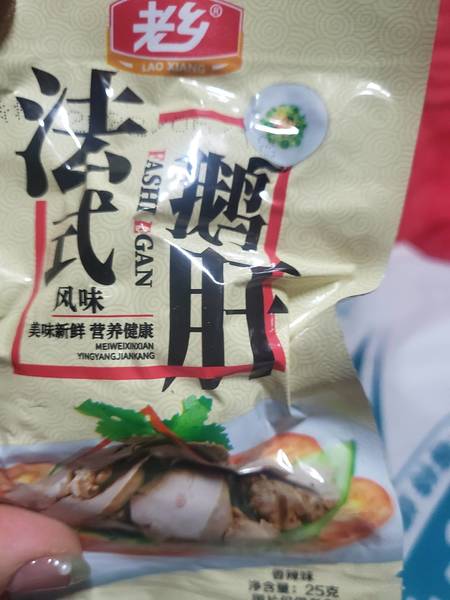 老乡
LAO XIANG
法式
FASHI EGAN
鹅肝
风味
美味新鲜 营养健康
MEIWEIXINXIAN
YINGYANGJIANKANG
香辣味
净含量：25克